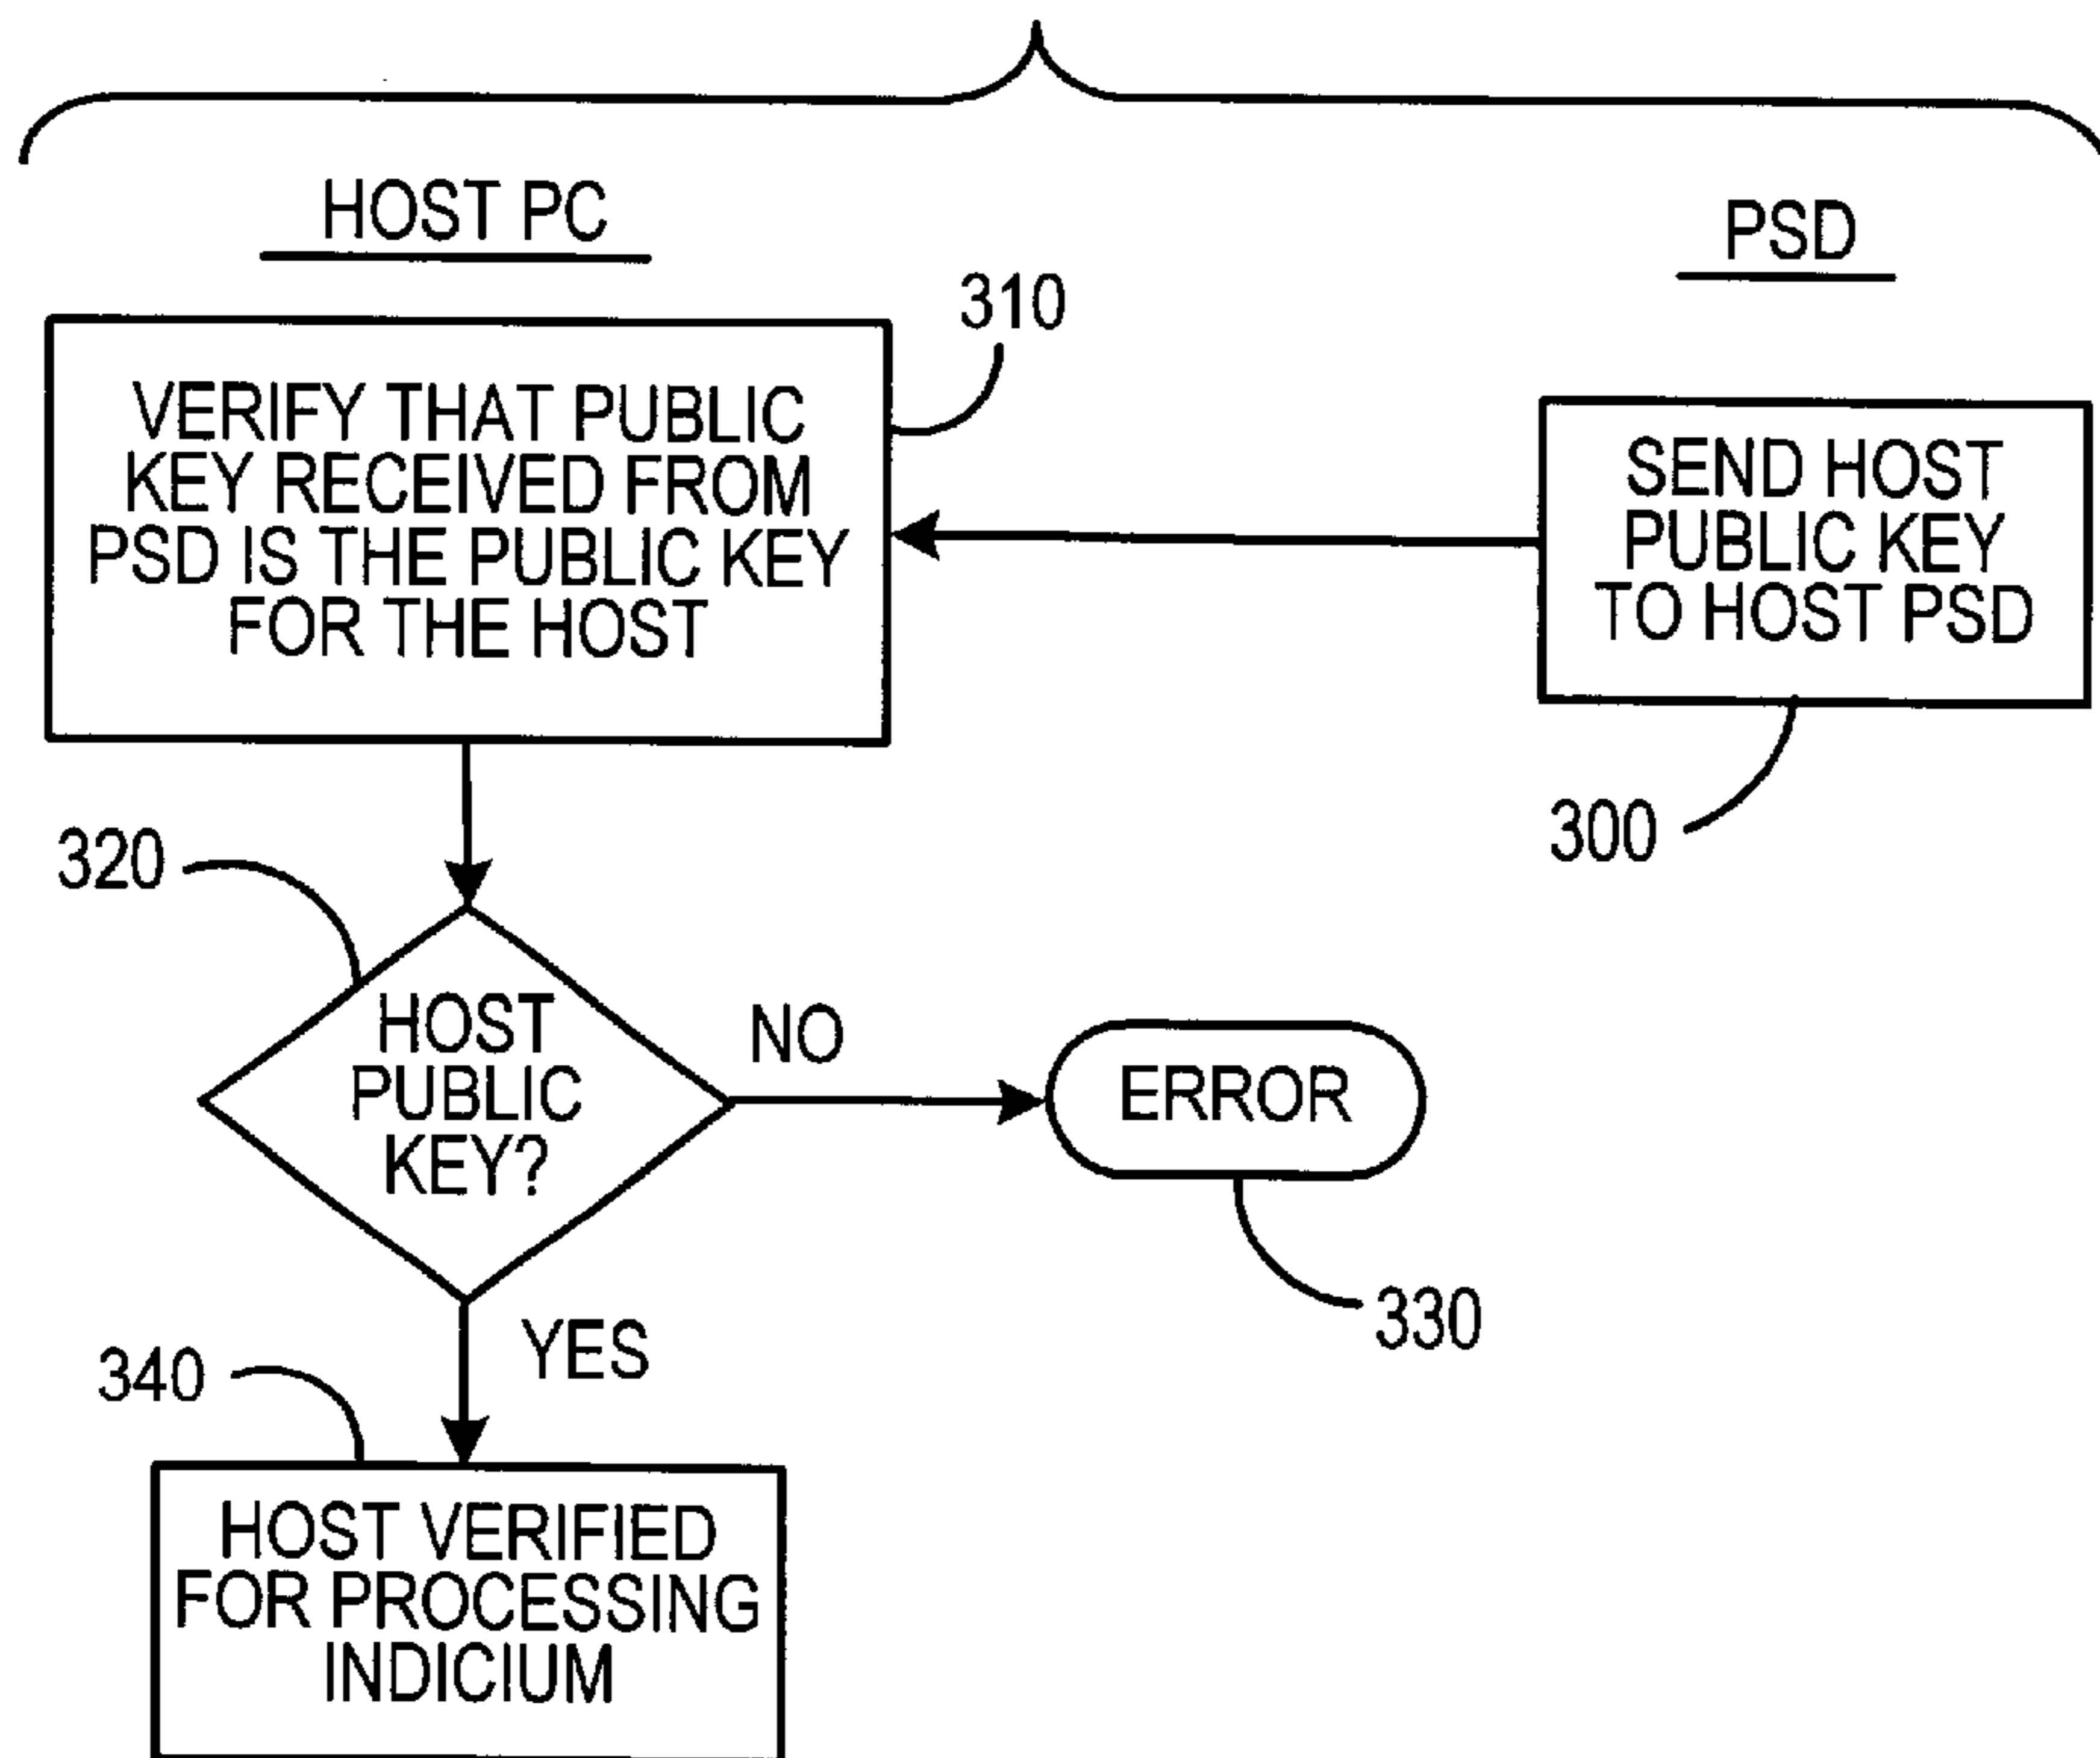 HOST PC
PSD
310
VERIFY THAT PUBLIC
KEY RECEIVED FROM
PSD IS THE PUBLIC KEY
FOR THE HOST
SEND HOST
PUBLIC KEY
TO HOST PSD
300
320
HOST
PUBLIC
KEY?
NO
ERROR
330
YES
340
HOST VERIFIED
FOR PROCESSING
INDICIUM